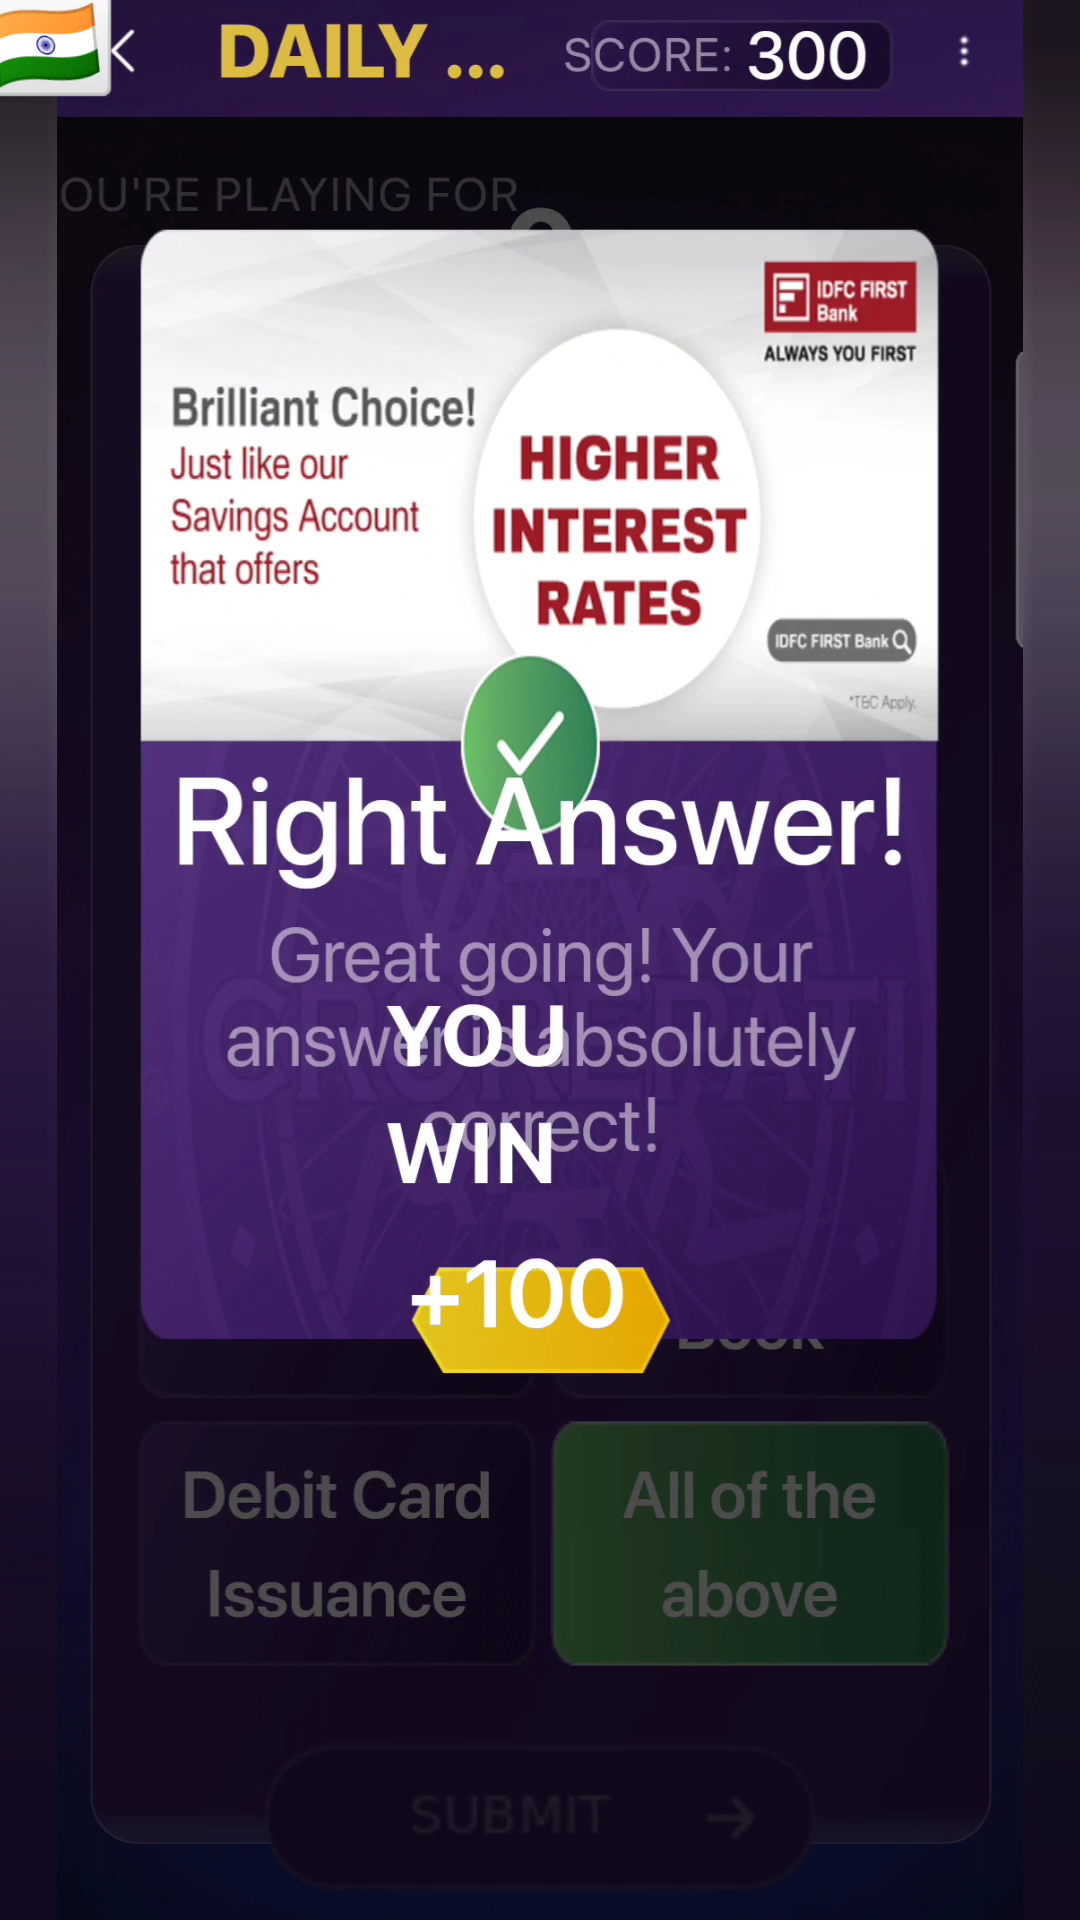 DAILY ...
SCORE: 300
OU'RE PLAYING FOR
IDFC FIRST
Bank
ALWAYS YOU FIRST
Brilliant Choice!
Just like our
Savings Account
that offers
HIGHER
INTEREST
RATES
IDFC FIRST Bank
*T&C Apply.
Right Answer!
Great going! Your
answer is absolutely
correct!
YOU
WIN
+100
CROREPATI
Book
Debit Card
Issuance
All of the
above
SUBMIT